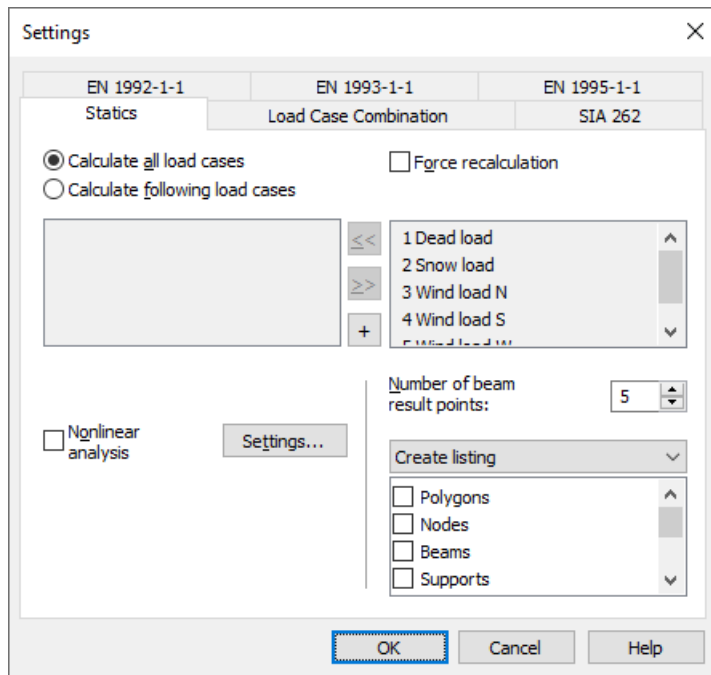 Settings
EN 1992-1-1
EN 1993-1-1
EN 1995-1-1
Statics
Load Case Combination
SIA 262
Calculate all load cases
Force recalculation
Calculate following load cases
<<
>>
+
1 Dead load
2 Snow load
3 Wind load N
4 Wind load S
5 Wind load W
Number of beam
result points:
5
Nonlinear
analysis
Settings...
Create listing
Polygons
Nodes
Beams
Supports
OK
Cancel
Help